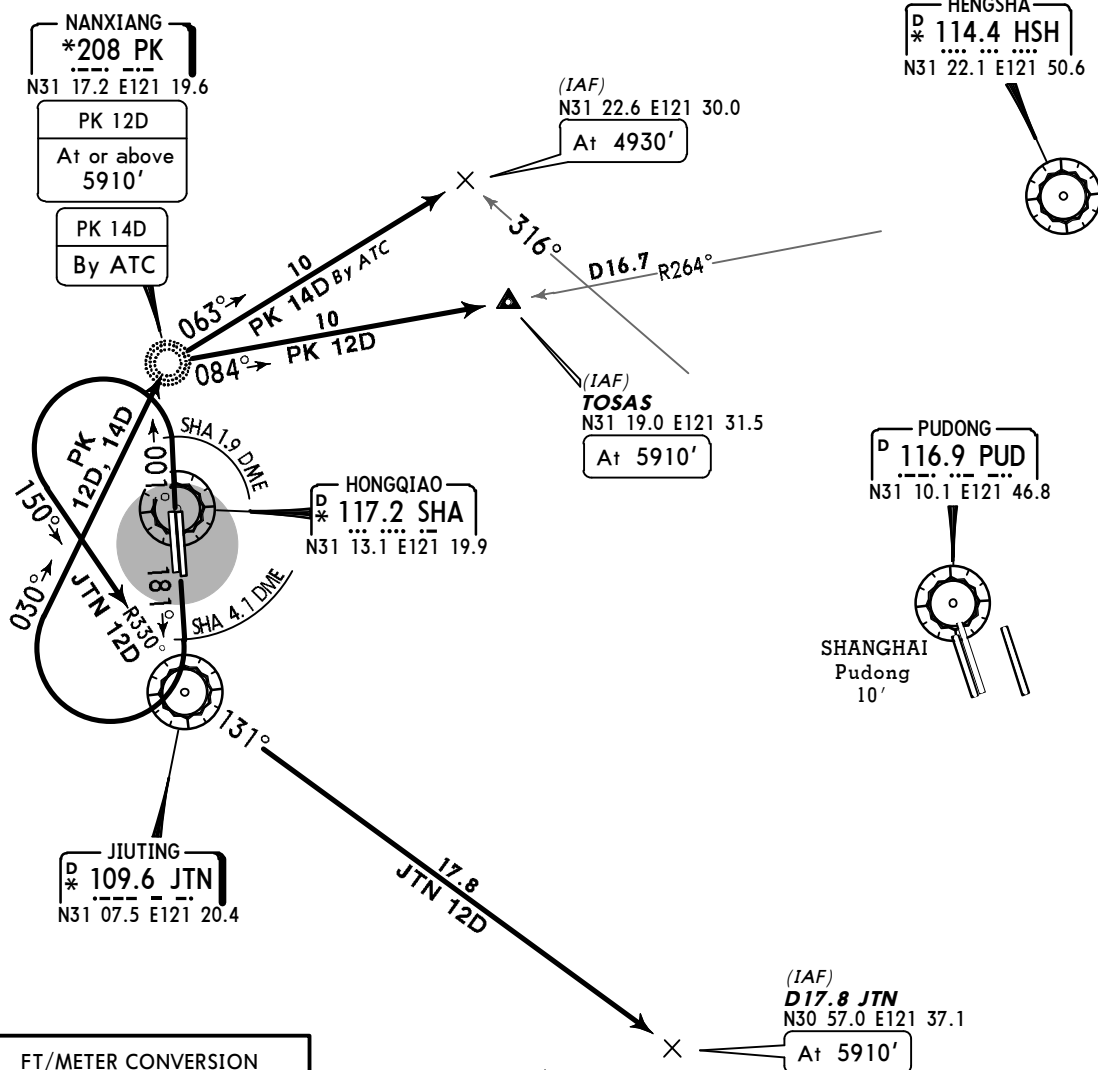 NANXIANG
*208 PK
N31 17.2 E121 19.6
PK 12D
At or above
5910'
PK 14D
By ATC
HENGSHA
D
* 114.4 HSH
N31 22.1 E121 50.6
(IAF)
N31 22.6 E121 30.0
At 4930'
316°
D16.7
R264°
063°→
10
PK 14D By ATC
084°→
10
PK 12D
(IAF)
TOSAS
N31 19.0 E121 31.5
At 5910'
PK
12D, 14D
001°→
SHA 1.9 DME
HONGQIAO
D
* 117.2 SHA
N31 13.1 E121 19.9
150°→
030°→
JTN 12D
R330°
181°→
SHA 4.1 DME
PUDONG
D 116.9 PUD
N31 10.1 E121 46.8
SHANGHAI
Pudong
10'
131°
JIUTING
D
* 109.6 JTN
N31 07.5 E121 20.4
17.8
JTN 12D
(IAF)
D17.8 JTN
N30 57.0 E121 37.1
At 5910'
FT/METER CONVERSION